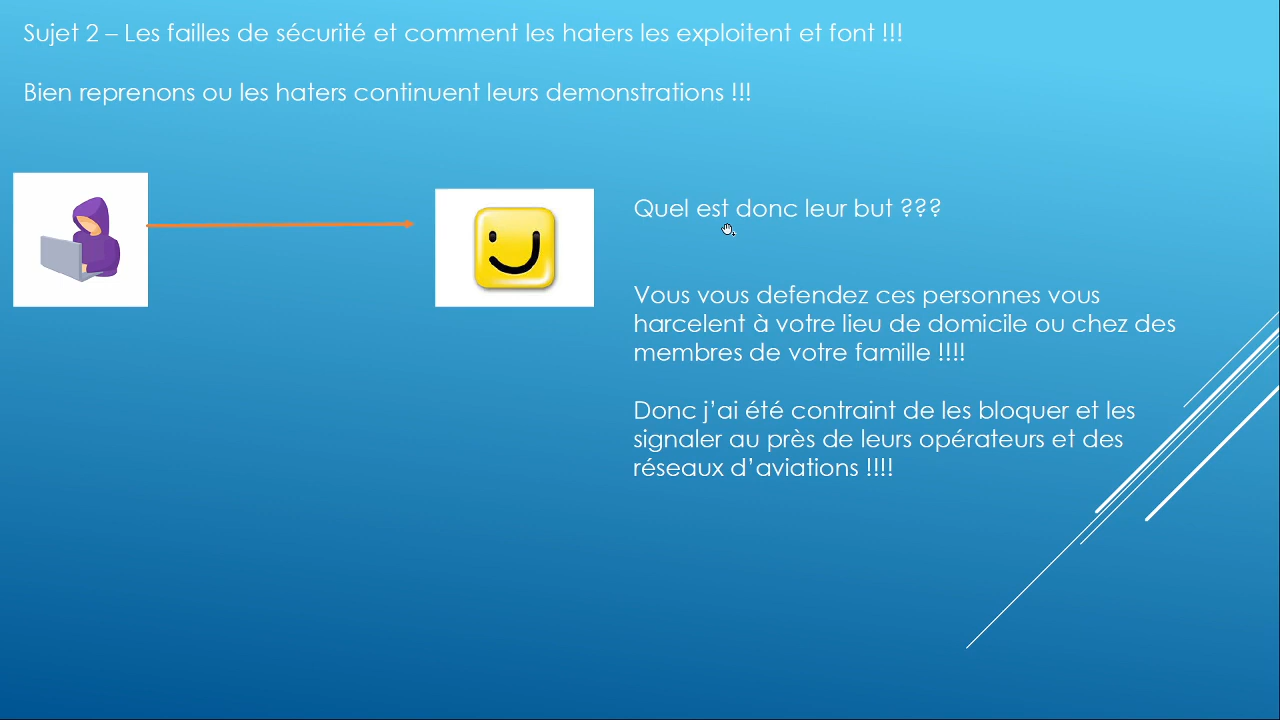 Sujet 2 – Les failles de sécurité et comment les haters les exploitent et font !!!
Bien reprenons ou les haters continuent leurs demonstrations !!!
Quel est donc leur but ???
Vous vous defendez ces personnes vous
harcelent à votre lieu de domicile ou chez des
membres de votre famille !!!!
Donc j’ai été contraint de les bloquer et les
signaler au près de leurs opérateurs et des
réseaux d’aviations !!!!